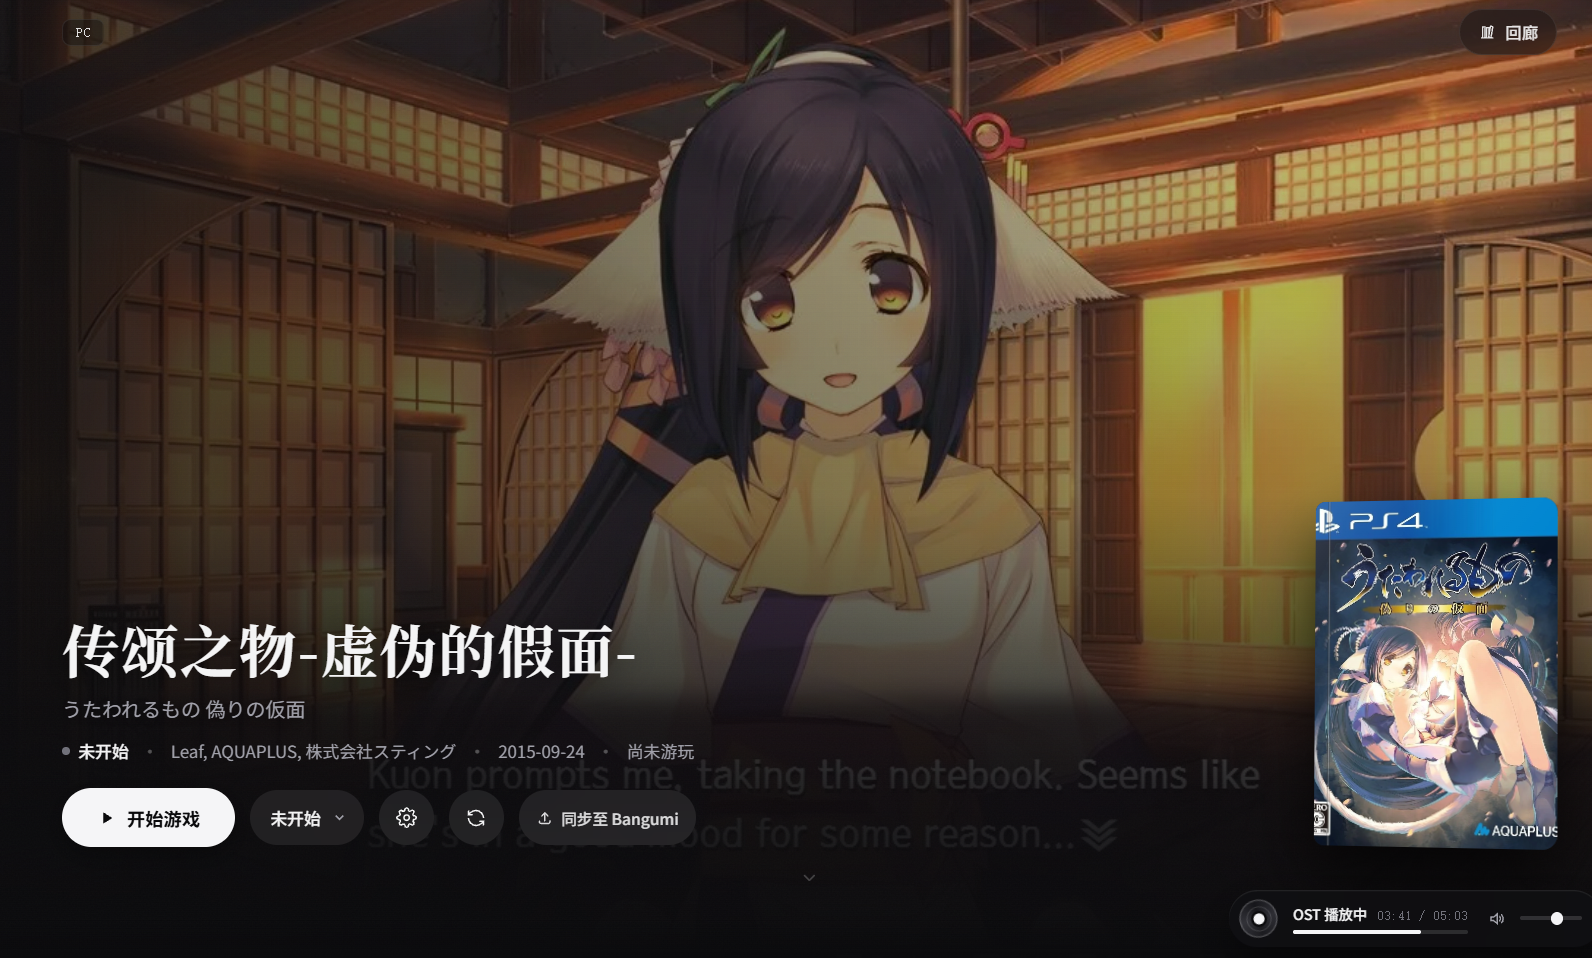 PC
回廊
传颂之物-虚伪的假面-
うたわれるもの 偽りの仮面
未开始 • Leaf, AQUAPLUS, 株式会社スティング • 2015-09-24 • 尚未游玩
Kuon prompts me, taking the notebook. Seems like
she's in a good mood for some reason...
开始游戏
未开始
同步至 Bangumi
PS4
うたわれるもの
偽りの仮面
AQUAPLUS
OST 播放中 03:41 / 05:03